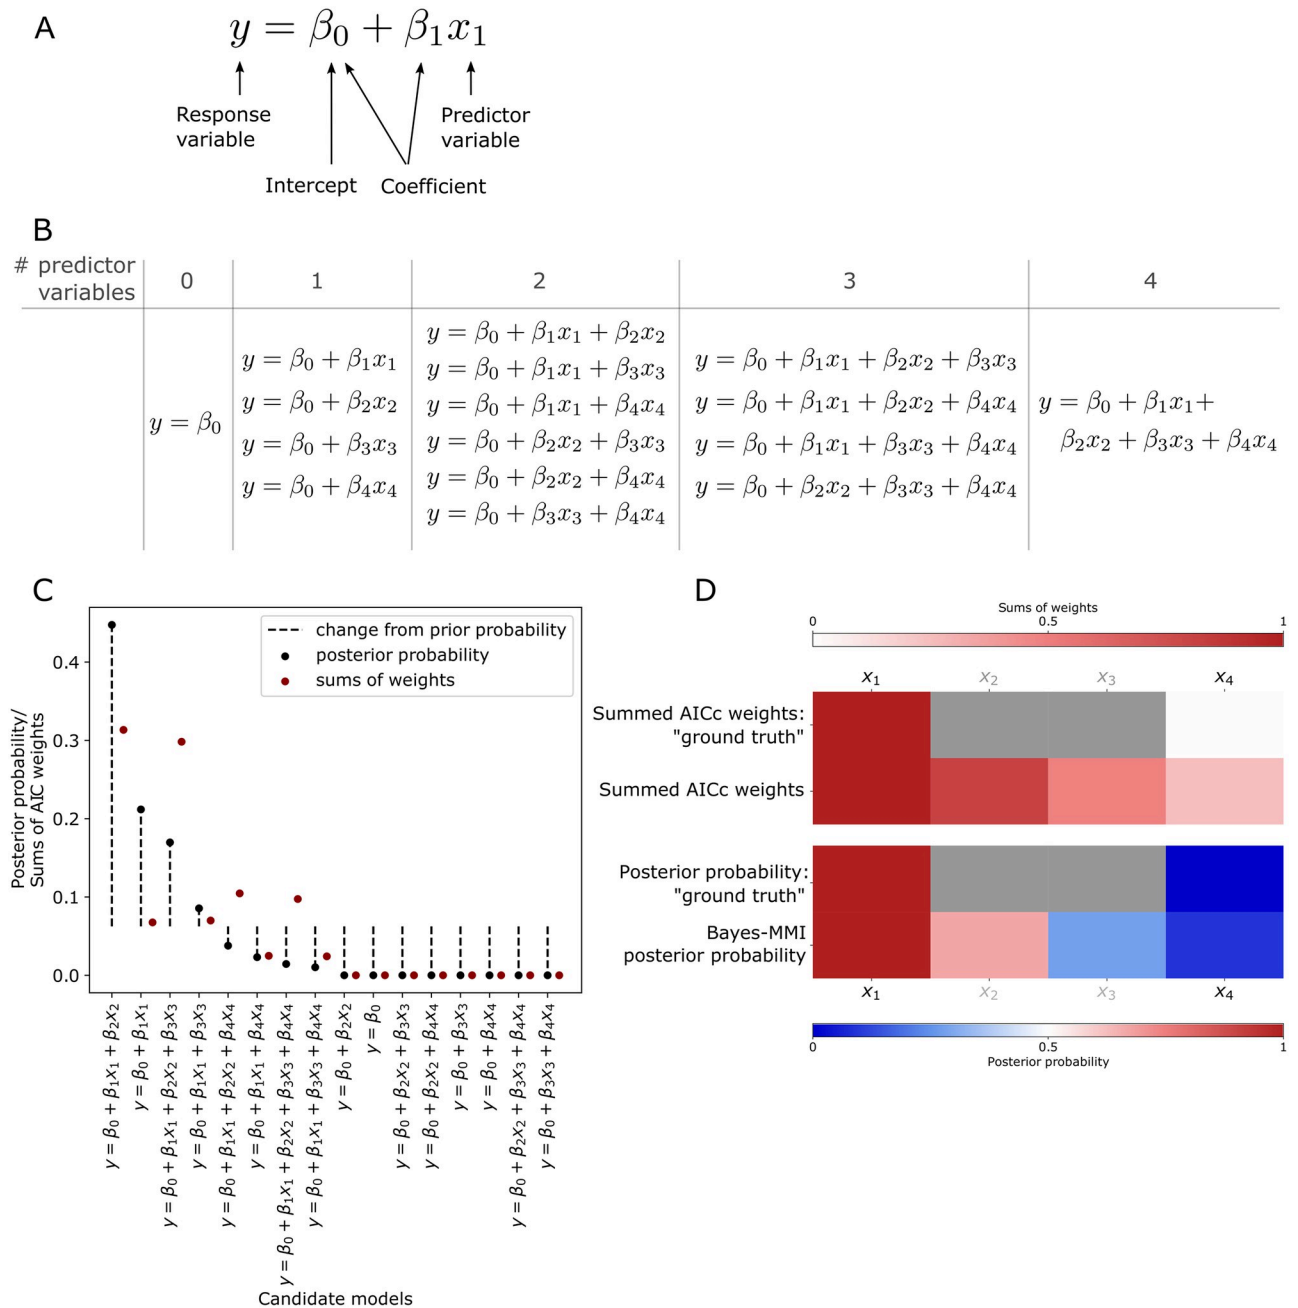 A
y = β₀ + β₁x₁
Response
variable
Predictor
variable
Intercept
Coefficient
B
# predictor
variables
0
1
2
3
4
y = β₀
y = β₀ + β₁x₁
y = β₀ + β₂x₂
y = β₀ + β₃x₃
y = β₀ + β₄x₄
y = β₀ + β₁x₁ + β₂x₂
y = β₀ + β₁x₁ + β₃x₃
y = β₀ + β₁x₁ + β₄x₄
y = β₀ + β₂x₂ + β₃x₃
y = β₀ + β₂x₂ + β₄x₄
y = β₀ + β₃x₃ + β₄x₄
y = β₀ + β₁x₁ + β₂x₂ + β₃x₃
y = β₀ + β₁x₁ + β₂x₂ + β₄x₄
y = β₀ + β₁x₁ + β₃x₃ + β₄x₄
y = β₀ + β₂x₂ + β₃x₃ + β₄x₄
y = β₀ + β₁x₁+
β₂x₂ + β₃x₃ + β₄x₄
C
change from prior probability
posterior probability
sums of weights
Posterior probability/
Sums of AIC weights
0.4
0.3
0.2
0.1
0.0
y = β₀ + β₁x₁ + β₂x₂
y = β₀ + β₁x₁
y = β₀ + β₁x₁ + β₂x₂ + β₃x₃
y = β₀ + β₁x₁ + β₃x₃
y = β₀ + β₁x₁ + β₂x₂ + β₄x₄
y = β₀ + β₁x₁ + β₄x₄
y = β₀ + β₁x₁ + β₂x₂ + β₃x₃ + β₄x₄
y = β₀ + β₁x₁ + β₃x₃ + β₄x₄
y = β₀ + β₂x₂
y = β₀
y = β₀ + β₂x₂ + β₃x₃
y = β₀ + β₂x₂ + β₄x₄
y = β₀ + β₃x₃
y = β₀ + β₄x₄
y = β₀ + β₂x₂ + β₃x₃ + β₄x₄
y = β₀ + β₃x₃ + β₄x₄
Candidate models
D
Sums of weights
0
0.5
1
x₁
x₂
x₃
x₄
Summed AICc weights:
"ground truth"
Summed AICc weights
Posterior probability:
"ground truth"
Bayes-MMI
posterior probability
x₁
x₂
x₃
x₄
0
0.5
1
Posterior probability